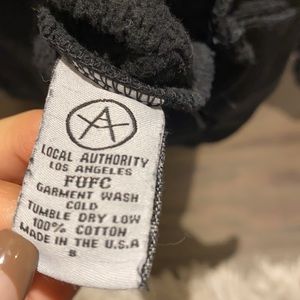 LOCAL AUTHORITY
LOS ANGELES
FUFC
GARMENT WASH
COLD
TUMBLE DRY LOW
100% COTTON
MADE IN THE U.S.A